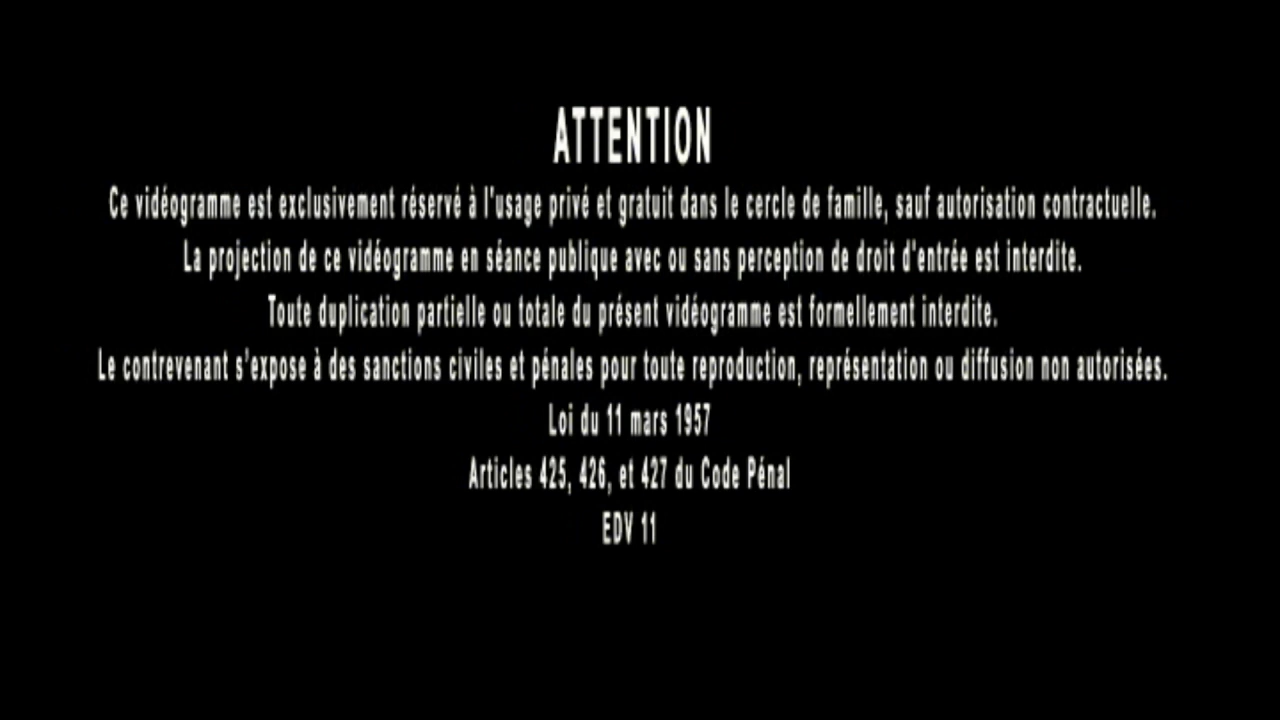 ATTENTION
Ce vidéogramme est exclusivement réservé à l'usage privé et gratuit dans le cercle de famille, sauf autorisation contractuelle.
La projection de ce vidéogramme en séance publique avec ou sans perception de droit d'entrée est interdite.
Toute duplication partielle ou totale du présent vidéogramme est formellement interdite.
Le contrevenant s'expose à des sanctions civiles et pénales pour toute reproduction, représentation ou diffusion non autorisées.
Loi du 11 mars 1957
Articles 425, 426, et 427 du Code Pénal
EDV 11